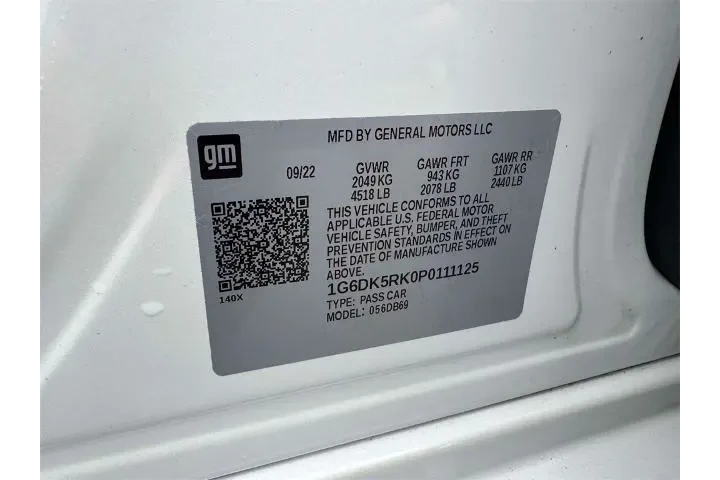 MFD BY GENERAL MOTORS LLC
gm
09/22
GVWR
2049 KG
4518 LB
GAWR FRT
943 KG
2078 LB
GAWR RR
1107 KG
2440 LB
THIS VEHICLE CONFORMS TO ALL
APPLICABLE U.S. FEDERAL MOTOR
VEHICLE SAFETY, BUMPER, AND THEFT
PREVENTION STANDARDS IN EFFECT ON
THE DATE OF MANUFACTURE SHOWN
ABOVE.
1G6DK5RK0P0111125
TYPE: PASS CAR
MODEL: 056DB69
140X